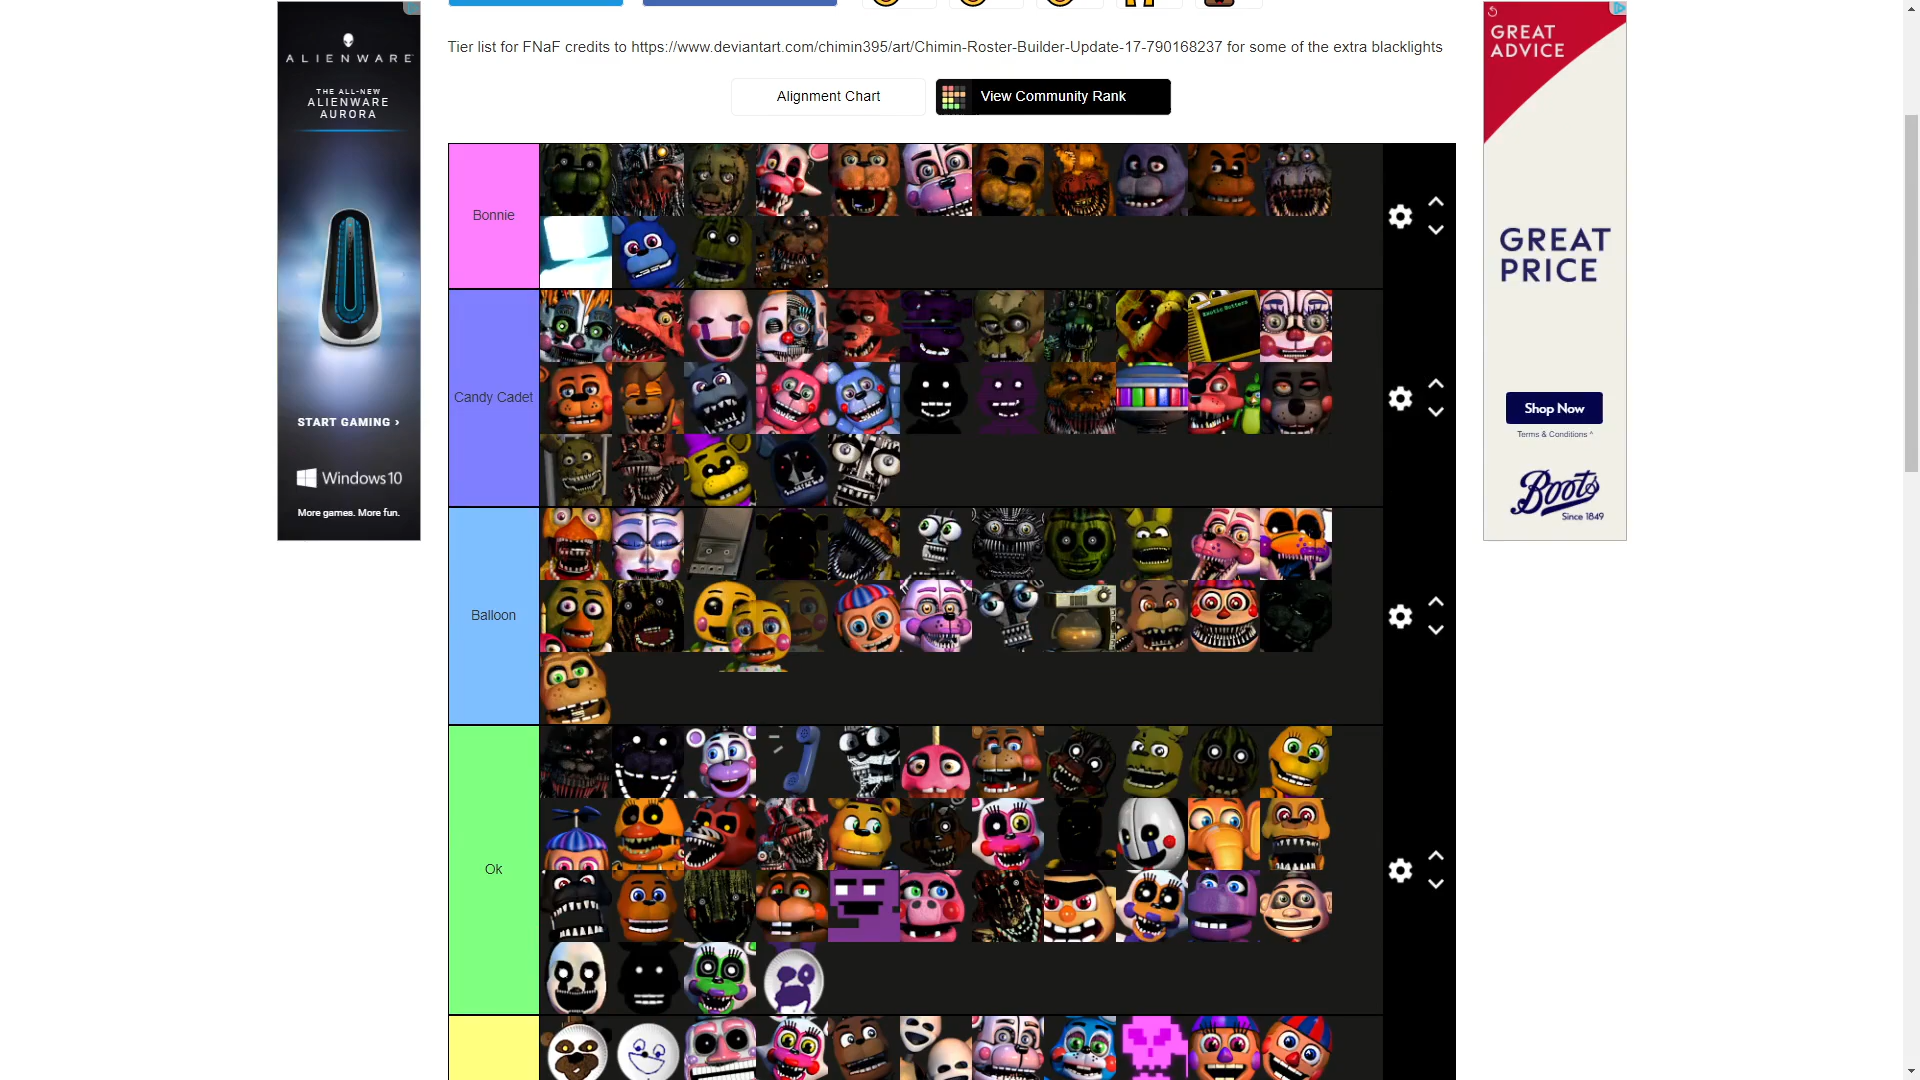 Tier list for FNaF credits to https://www.deviantart.com/chimin395/art/Chimin-Roster-Builder-Update-17-790168237 for some of the extra blacklights
Alignment Chart
View Community Rank
ALIENWARE
THE ALL-NEW
ALIENWARE
AURORA
START GAMING ›
Windows10
More games. More fun.
Bonnie
Candy Cadet
Exotic Butters
Balloon
Ok
GREAT
ADVICE
GREAT
PRICE
Shop Now
Terms & Conditions ^
Boots
Since 1849